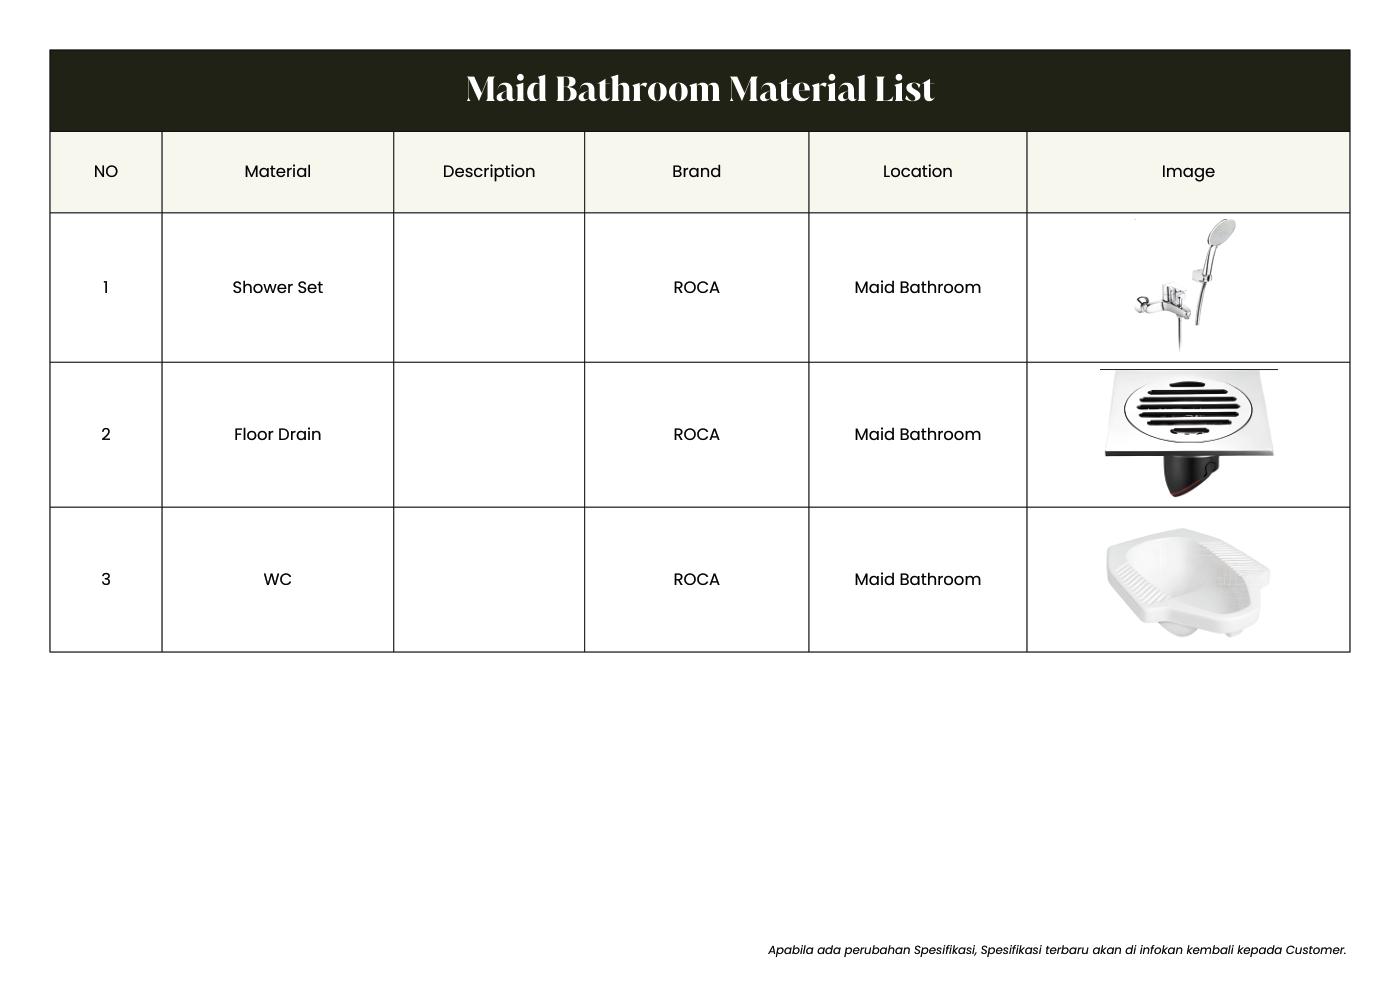 Maid Bathroom Material List
NO Material Description Brand Location Image
1 Shower Set ROCA Maid Bathroom
2 Floor Drain ROCA Maid Bathroom
3 WC ROCA Maid Bathroom
Apabila ada perubahan Spesifikasi, Spesifikasi terbaru akan di infokan kembali kepada Customer.